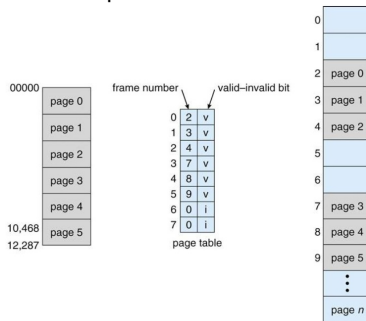 00000
page 0
page 1
page 2
page 3
page 4
10,468
page 5
12,287
frame number
valid–invalid bit
0 2 v
1 3 v
2 4 v
3 7 v
4 8 v
5 9 v
6 0 i
7 0 i
page table
0
1
2 page 0
3 page 1
4 page 2
5
6
7 page 3
8 page 4
9 page 5
page n